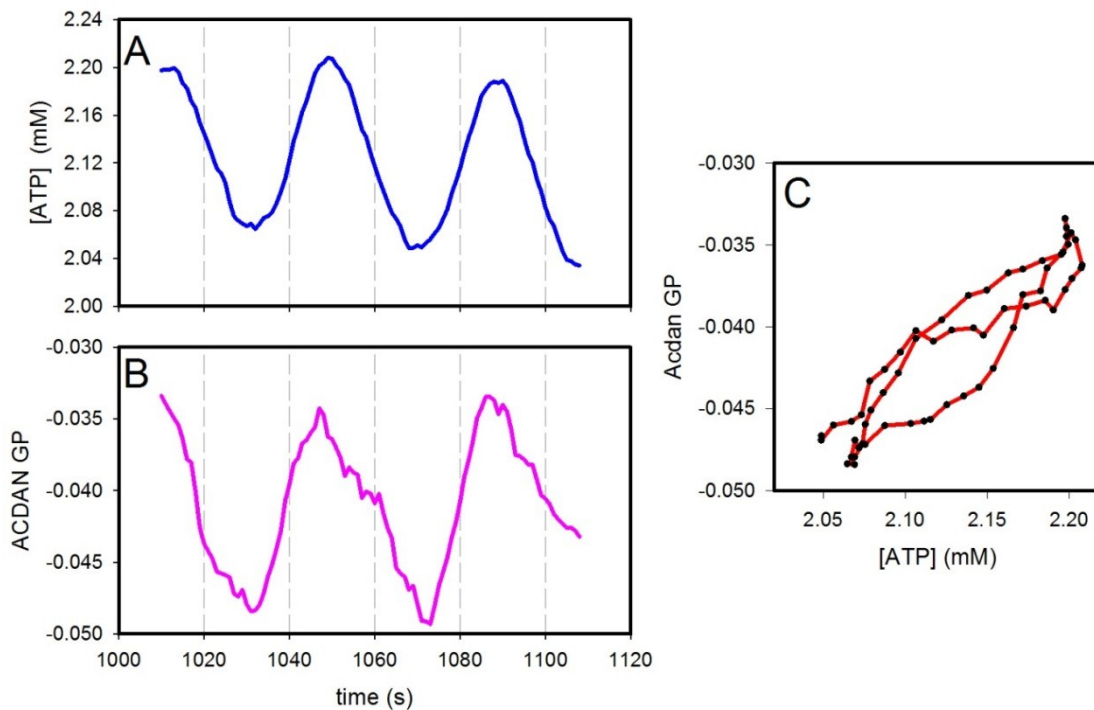 A
[ATP] (mM)
2.24
2.20
2.16
2.12
2.08
2.04
2.00
B
ACDAN GP
-0.030
-0.035
-0.040
-0.045
-0.050
1000 1020 1040 1060 1080 1100 1120
time (s)
C
Acdan GP
-0.030
-0.035
-0.040
-0.045
-0.050
2.05 2.10 2.15 2.20
[ATP] (mM)